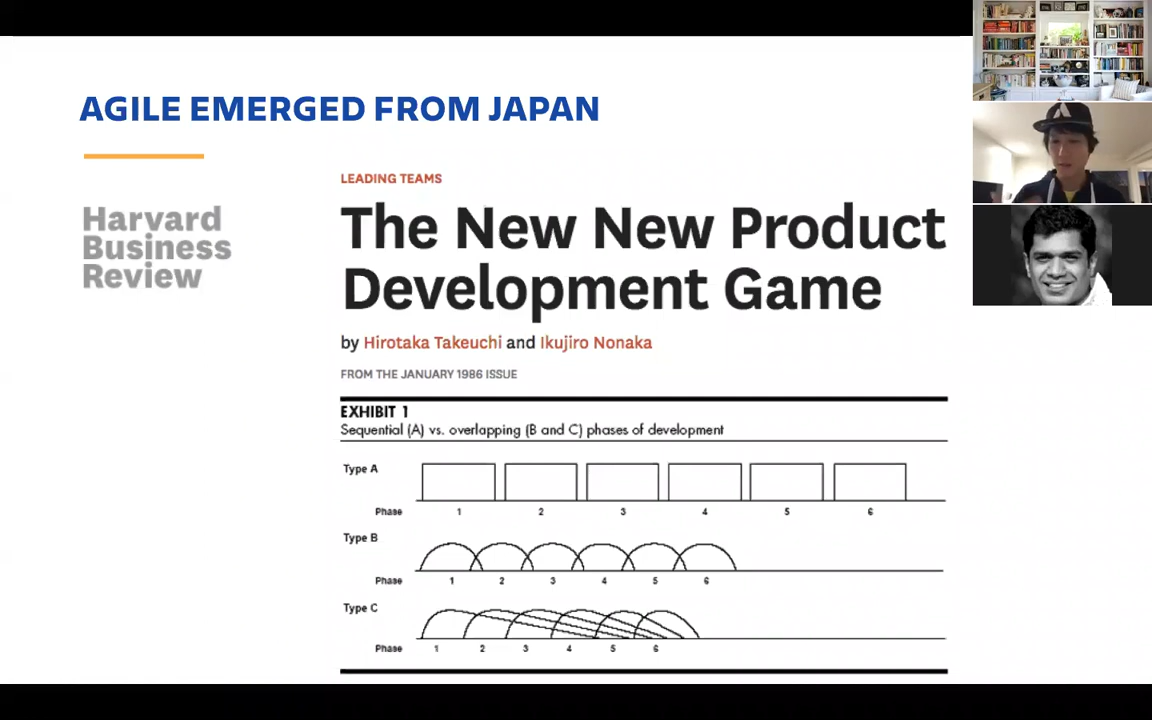 AGILE EMERGED FROM JAPAN
Harvard
Business
Review
LEADING TEAMS
The New New Product
Development Game
by Hirotaka Takeuchi and Ikujiro Nonaka
FROM THE JANUARY 1986 ISSUE
EXHIBIT 1
Sequential (A) vs. overlapping (B and C) phases of development
Type A
Phase 1 2 3 4 5 6
Type B
Phase 1 2 3 4 5 6
Type C
Phase 1 2 3 4 5 6